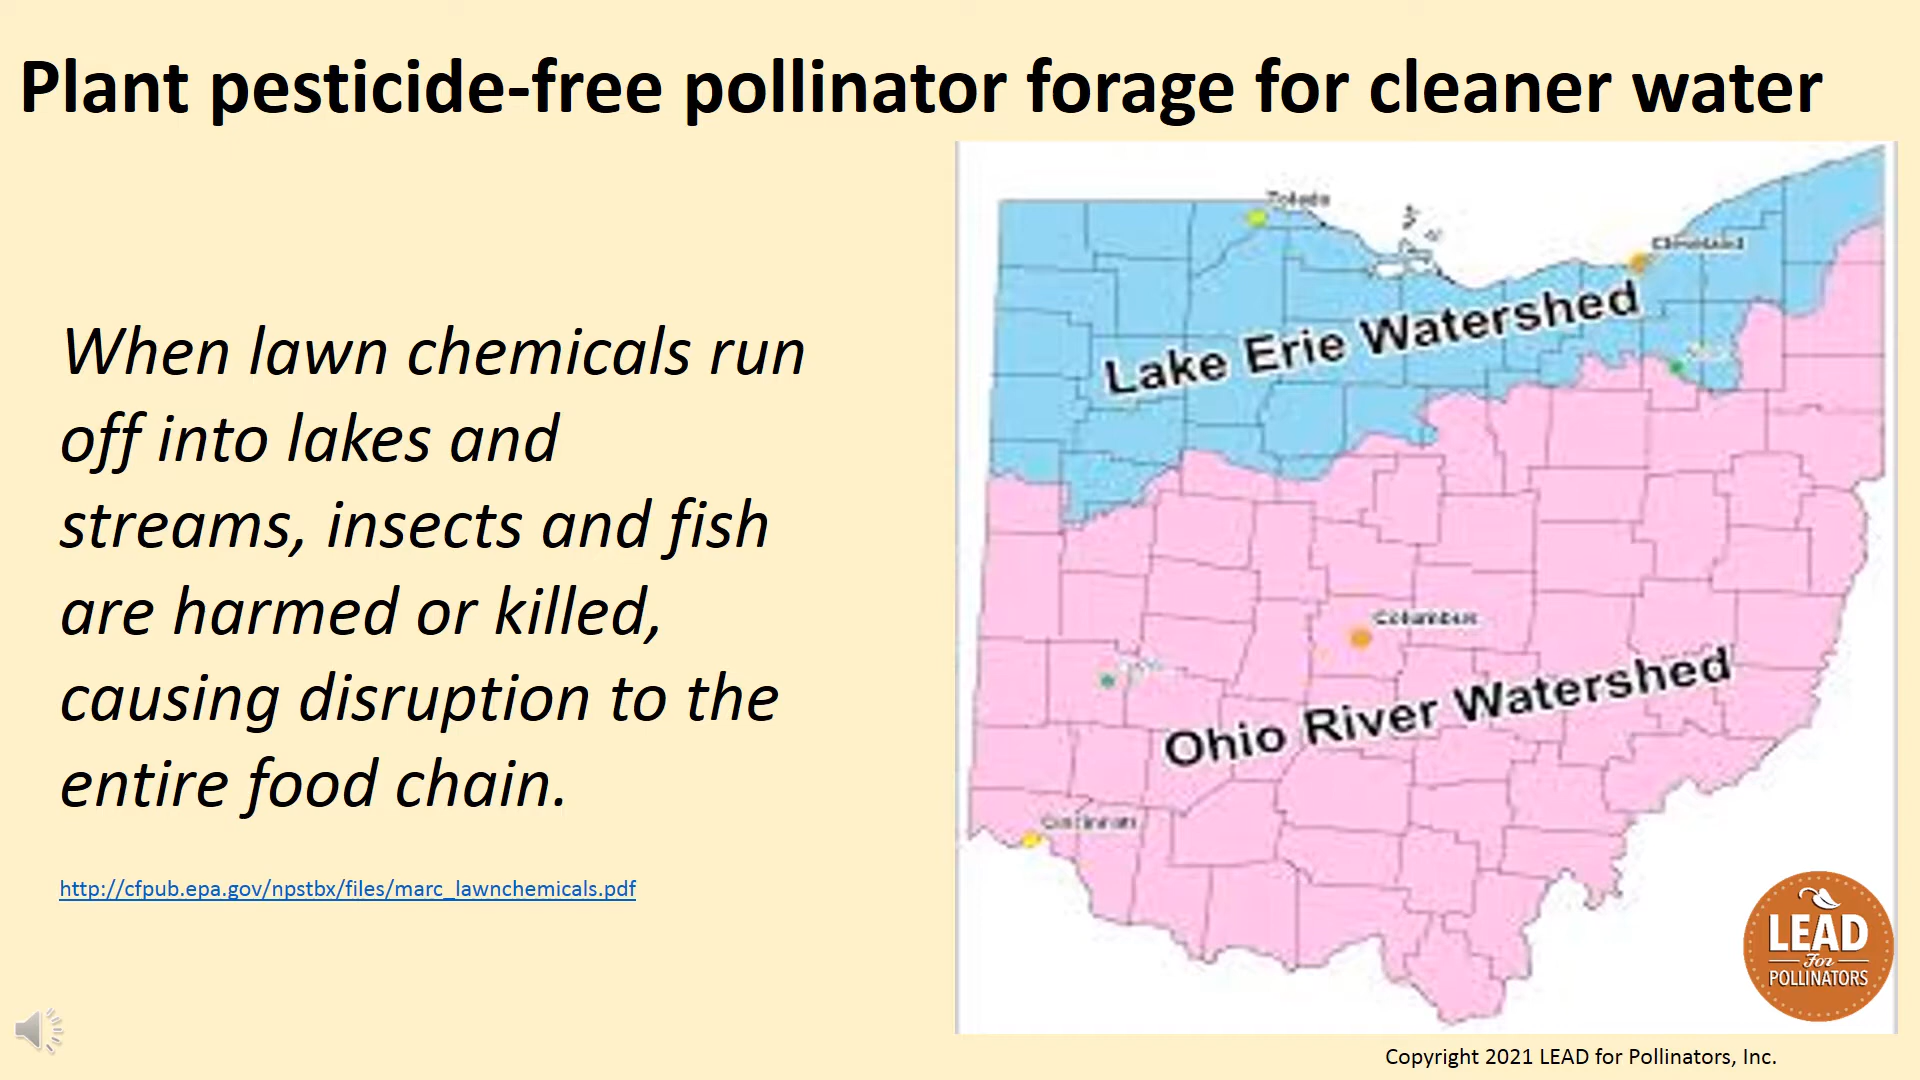 Plant pesticide-free pollinator forage for cleaner water
When lawn chemicals run
off into lakes and
streams, insects and fish
are harmed or killed,
causing disruption to the
entire food chain.
http://cfpub.epa.gov/npstbx/files/marc_lawnchemicals.pdf
Toledo
Cleveland
Lake Erie Watershed
Columbus
Ohio River Watershed
Cincinnati
LEAD
For
POLLINATORS
Copyright 2021 LEAD for Pollinators, Inc.